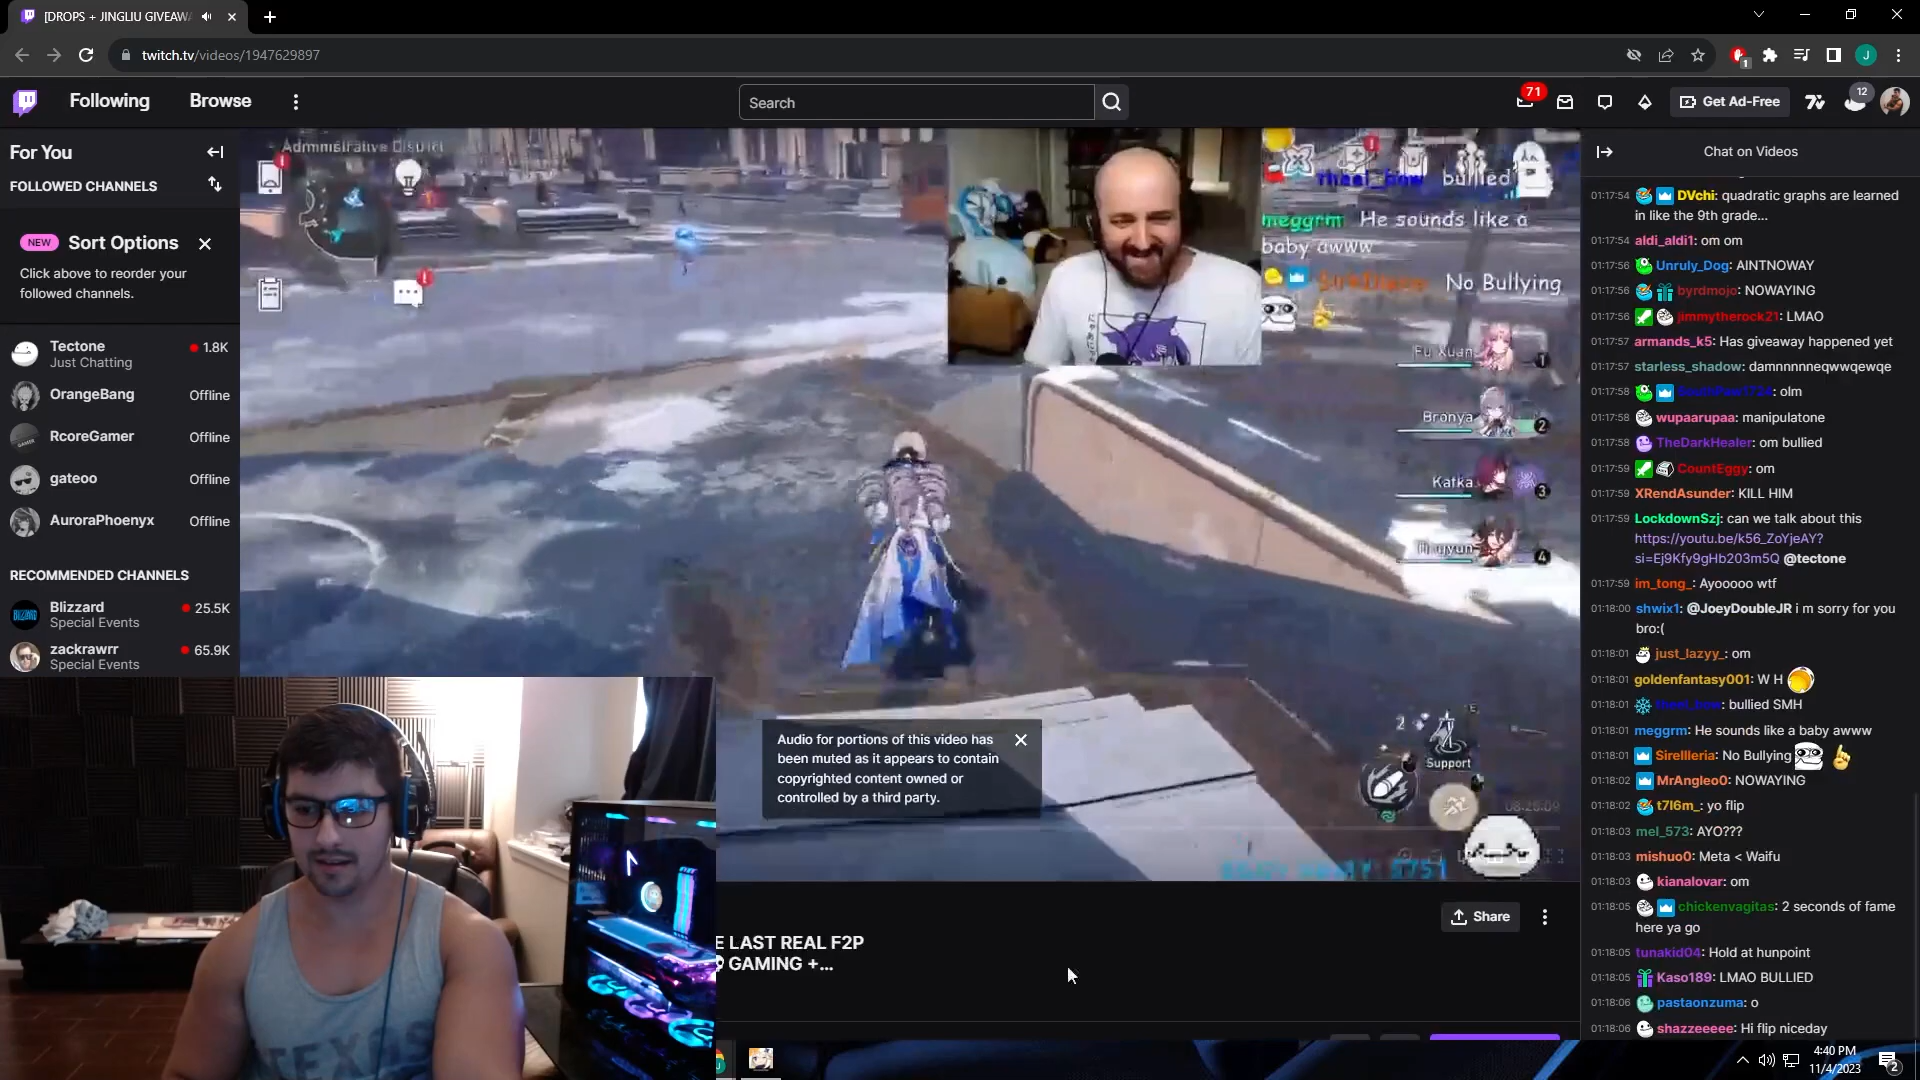 [DROPS + JINGLIU GIVEAWA
twitch.tv/videos/1947629897
1
J
Following
Browse
Search
71
Get Ad-Free
12
For You
FOLLOWED CHANNELS
NEW Sort Options
Click above to reorder your
followed channels.
Tectone
1.8K
Just Chatting
OrangeBang
Offline
RcoreGamer
Offline
gateoo
Offline
AuroraPhoenyx
Offline
RECOMMENDED CHANNELS
Blizzard
25.5K
Special Events
zackrawrr
65.9K
Special Events
Administrative District
bullied
meggrm He sounds like a
baby awww
No Bullying
Fu Xuan
1
Bronya
2
Kafka
3
4
2
Support
Audio for portions of this video has
been muted as it appears to contain
copyrighted content owned or
controlled by a third party.
Share
E LAST REAL F2P
GAMING +...
TEXAS
Chat on Videos
01:17:54 DVchi: quadratic graphs are learned
in like the 9th grade...
01:17:54 aldi_aldi1: om om
01:17:56 Unruly_Dog: AINTNOWAY
01:17:56 byrdmojo: NOWAYING
01:17:56 jimmytherock21: LMAO
01:17:57 armands_k5: Has giveaway happened yet
01:17:57 starless_shadow: damnnnnneqwwqewqe
01:17:58 olm
01:17:58 wupaarupaa: manipulatone
01:17:58 TheDarkHealer: om bullied
01:17:59 CountEggy: om
01:17:59 XRendAsunder: KILL HIM
01:17:59 LockdownSzj: can we talk about this
https://youtu.be/k56_ZoYjeAY?
si=Ej9Kfy9gHb203m5Q @tectone
01:17:59 im_tong_: Ayooooo wtf
01:18:00 shwix1: @JoeyDoubleJR i m sorry for you
bro:(
01:18:01 just_lazyy_: om
01:18:01 goldenfantasy001: W H
01:18:01 bullied SMH
01:18:01 meggrm: He sounds like a baby awww
01:18:01 Sirellieria: No Bullying
01:18:02 MrAngleo0: NOWAYING
01:18:02 t7l6m_: yo flip
01:18:03 mel_573: AYO???
01:18:03 mishuo0: Meta < Waifu
01:18:03 kianalovar: om
01:18:05 chickenvagitas: 2 seconds of fame
here ya go
01:18:05 tunakid04: Hold at hunpoint
01:18:05 Kaso189: LMAO BULLIED
01:18:06 pastaonzuma: o
01:18:06 shazzeeeee: Hi flip niceday
4:40 PM
11/4/2023
2